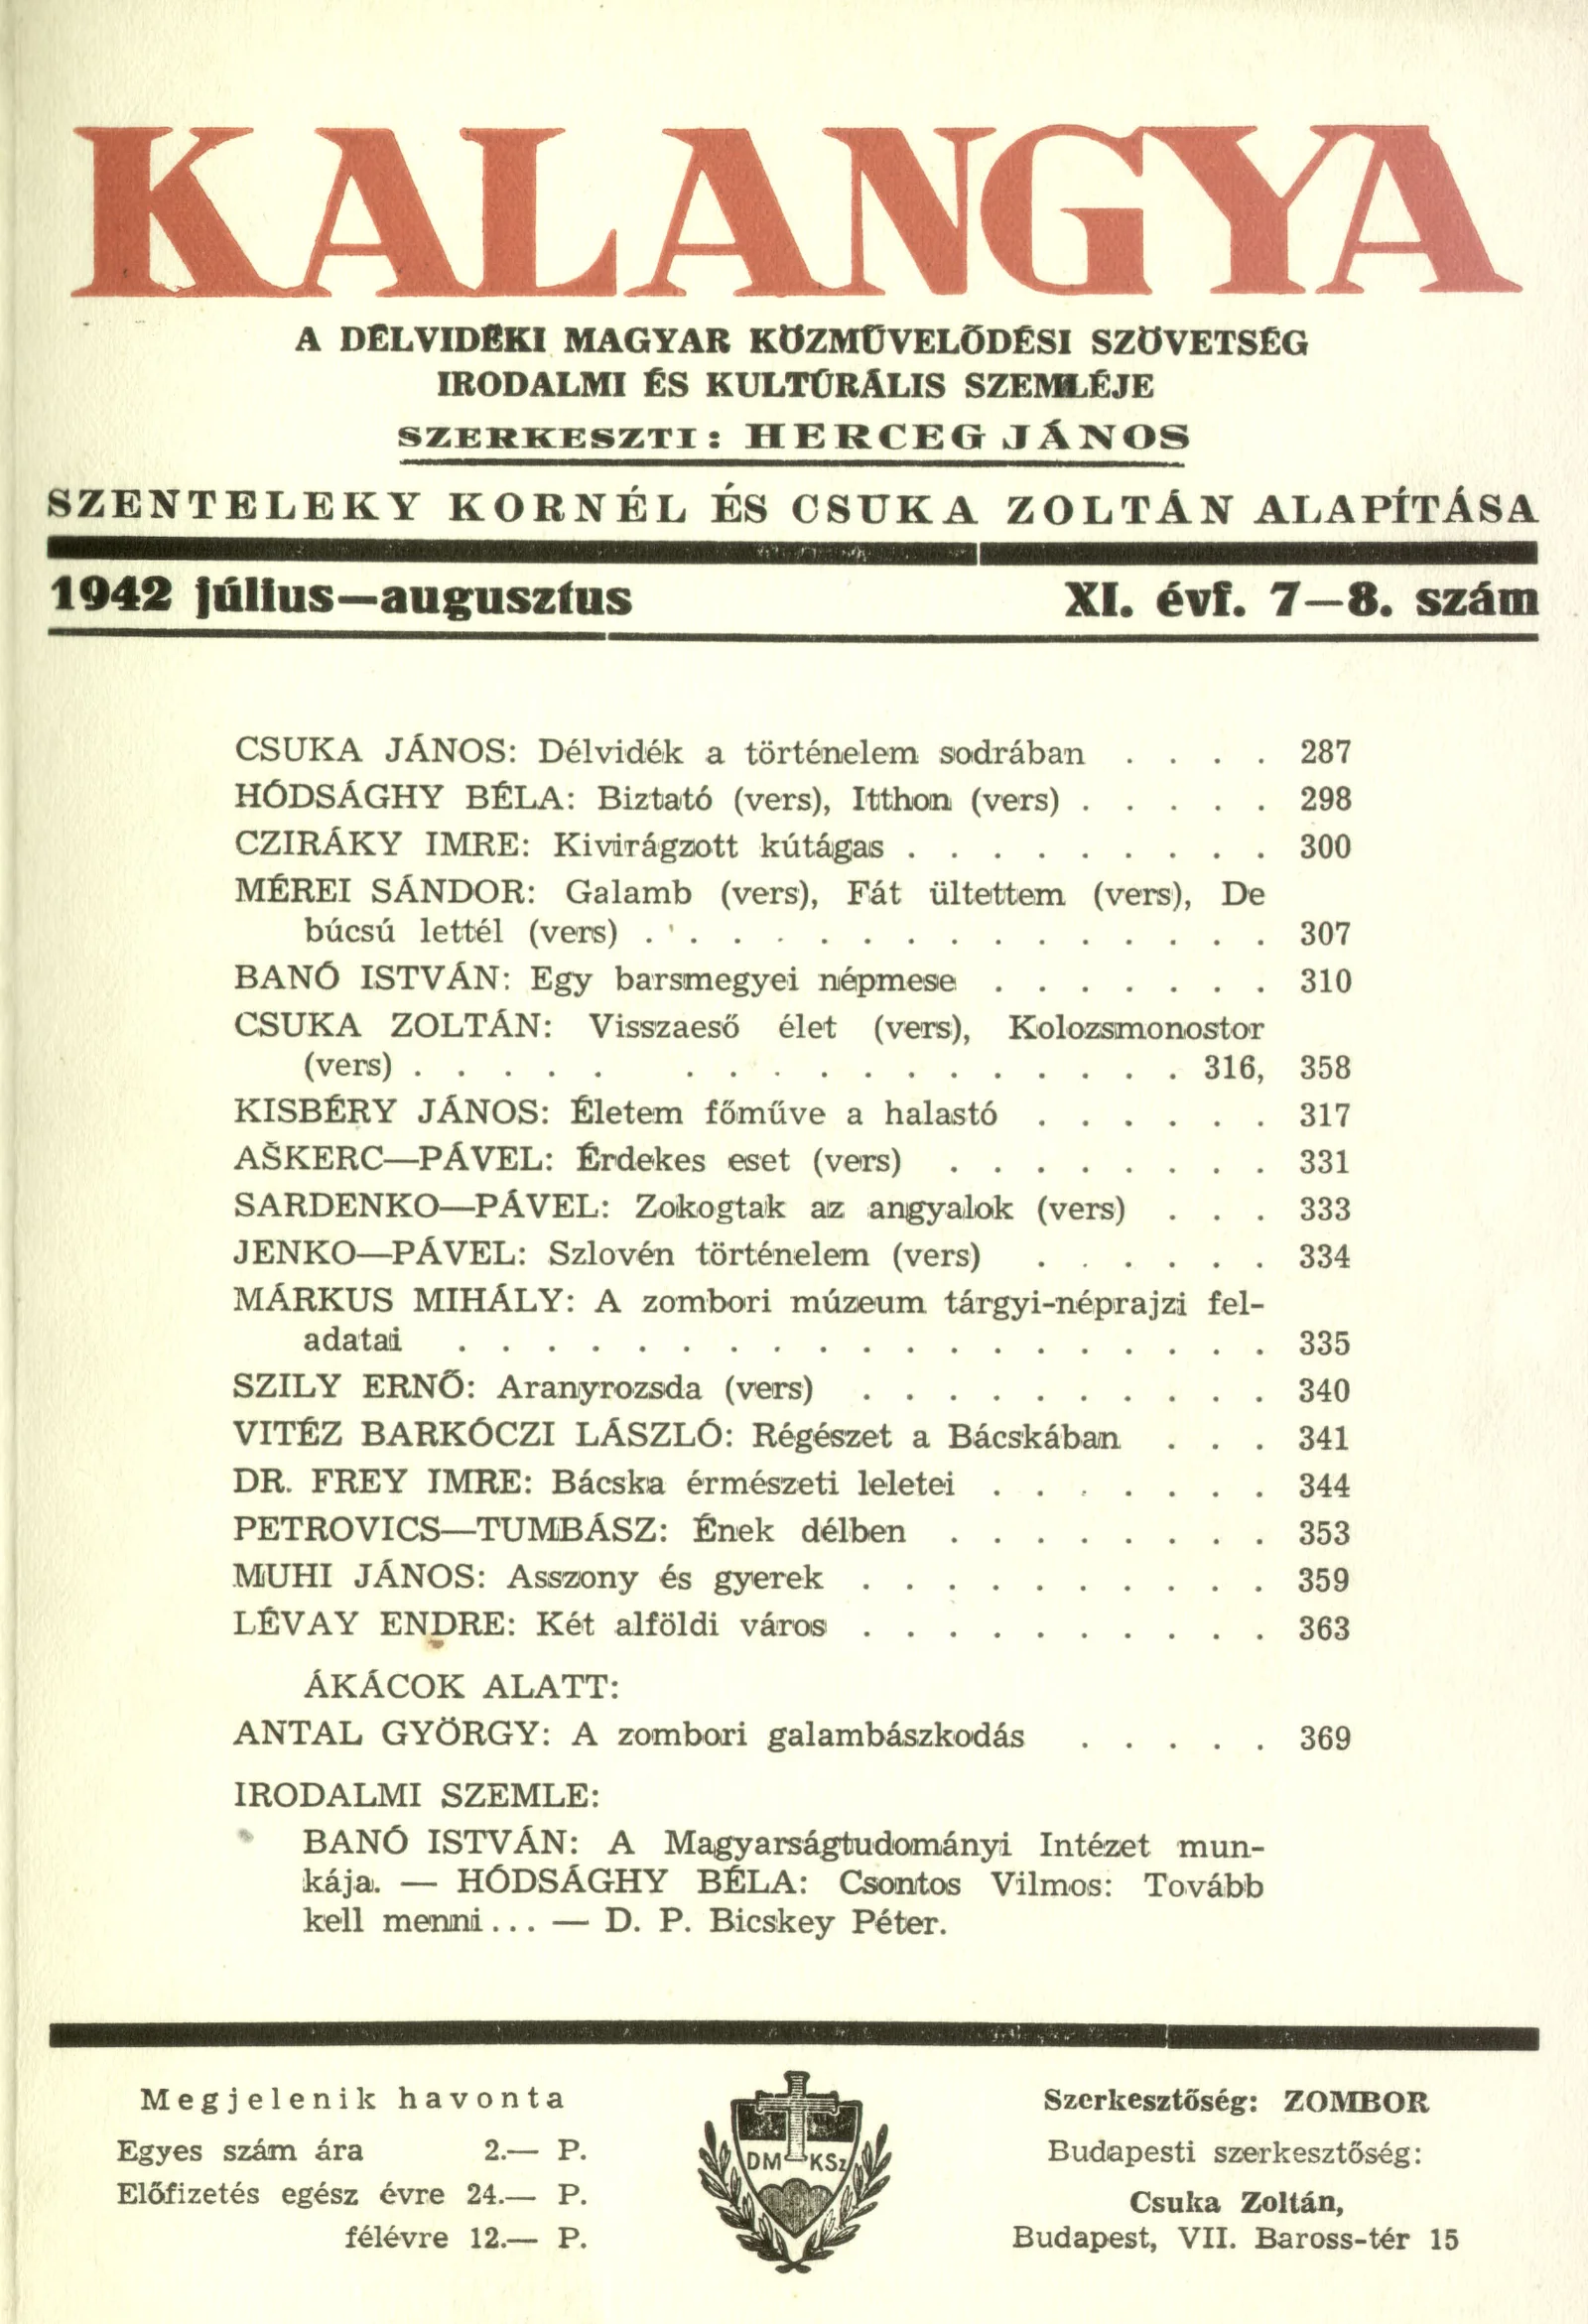 KALANGYA
A DÉLVIDÉKI MAGYAR KÖZMŰVELŐDÉSI SZÖVETSÉG
IRODALMI ÉS KULTÚRÁLIS SZEMLÉJE
SZERKESZTI: HERCEG JÁNOS
SZENTELEKY KORNÉL ÉS CSUKA ZOLTÁN ALAPÍTÁSA
1942 július—augusztus XI. évf. 7—8. szám
CSUKA JÁNOS: Délvidék a történelem sodrában . . . . 287
HÓDSÁGHY BÉLA: Biztató (vers), Itthon (vers) . . . . . 298
CZIRÁKY IMRE: Kivirágzott kútágas . . . . . . . . . 300
MÉREI SÁNDOR: Galamb (vers), Fát ültettem (vers), De
búcsú lettél (vers) . . . . . . . . . . . . . . . 307
BANÓ ISTVÁN: Egy barsmegyei népmese . . . . . . . 310
CSUKA ZOLTÁN: Visszaeső élet (vers), Kolozsmonostor
(vers) . . . . . . . . . . . . . . . . . 316, 358
KISBÉRY JÁNOS: Életem főműve a halastó . . . . . . 317
AŠKERC—PÁVEL: Érdekes eset (vers) . . . . . . . . 331
SARDENKO—PÁVEL: Zokogtak az angyalok (vers) . . . 333
JENKO—PÁVEL: Szlovén történelem (vers) . . . . . . 334
MÁRKUS MIHÁLY: A zombori múzeum tárgyi-néprajzi fel-
adatai . . . . . . . . . . . . . . . . . . . 335
SZILY ERNŐ: Aranyrozsda (vers) . . . . . . . . . . 340
VITÉZ BARKÓCZI LÁSZLÓ: Régészet a Bácskában . . . 341
DR. FREY IMRE: Bácska érmészeti leletei . . . . . . . 344
PETROVICS—TUMBÁSZ: Ének délben . . . . . . . . 353
MUHI JÁNOS: Asszony és gyerek . . . . . . . . . . 359
LÉVAY ENDRE: Két alföldi város . . . . . . . . . . 363
ÁKÁCOK ALATT:
ANTAL GYÖRGY: A zombori galambászkodás . . . . . 369
IRODALMI SZEMLE:
BANÓ ISTVÁN: A Magyarságtudományi Intézet mun-
kája. — HÓDSÁGHY BÉLA: Csontos Vilmos: Tovább
kell menni... — D. P. Bicskey Péter.
Megjelenik havonta
Egyes szám ára 2.— P.
Előfizetés egész évre 24.— P.
félévre 12.— P.
DM KSz
Szerkesztőség: ZOMBOR
Budapesti szerkesztőség:
Csuka Zoltán,
Budapest, VII. Baross-tér 15